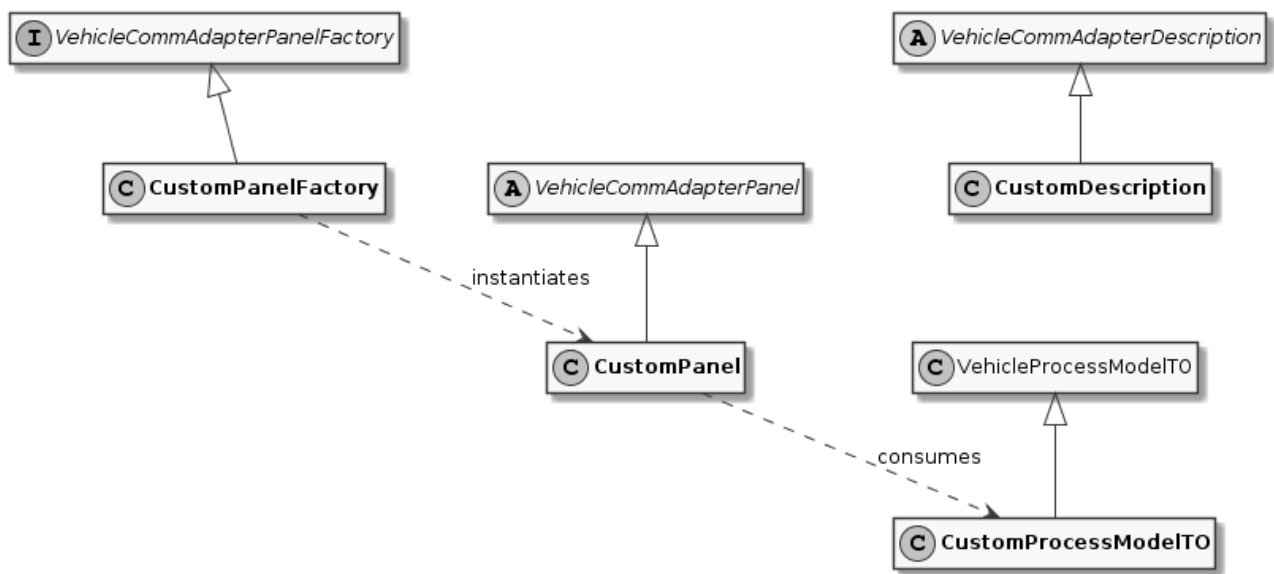 I VehicleCommAdapterPanelFactory
A VehicleCommAdapterDescription
C CustomPanelFactory
A VehicleCommAdapterPanel
C CustomDescription
instantiates
C CustomPanel
C VehicleProcessModelTO
consumes
C CustomProcessModelTO